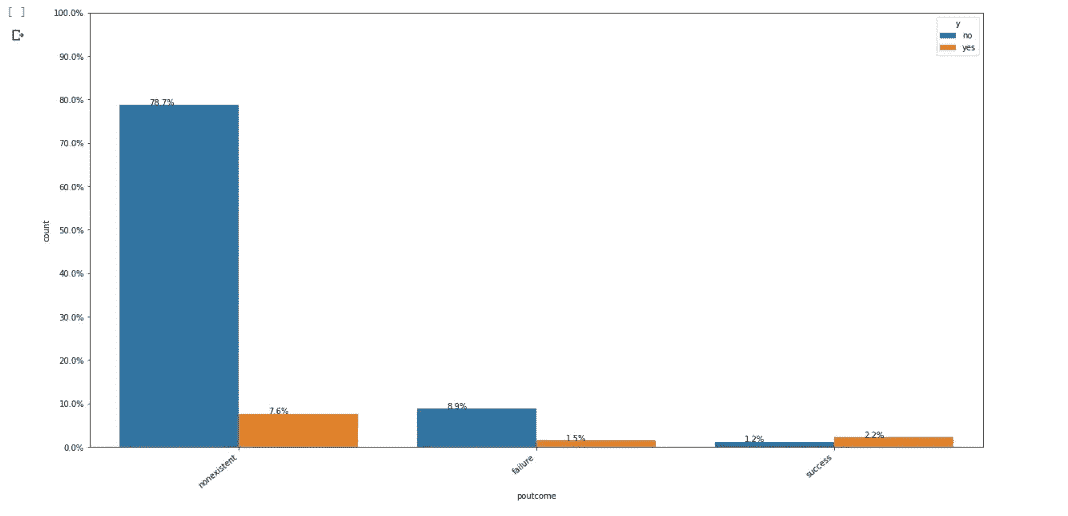 [ ]
100.0%
90.0%
80.0%
70.0%
60.0%
50.0%
40.0%
30.0%
20.0%
10.0%
0.0%
count
y
no
yes
78.7%
7.6%
8.9%
1.5%
1.2%
2.2%
nonexistent
failure
success
poutcome